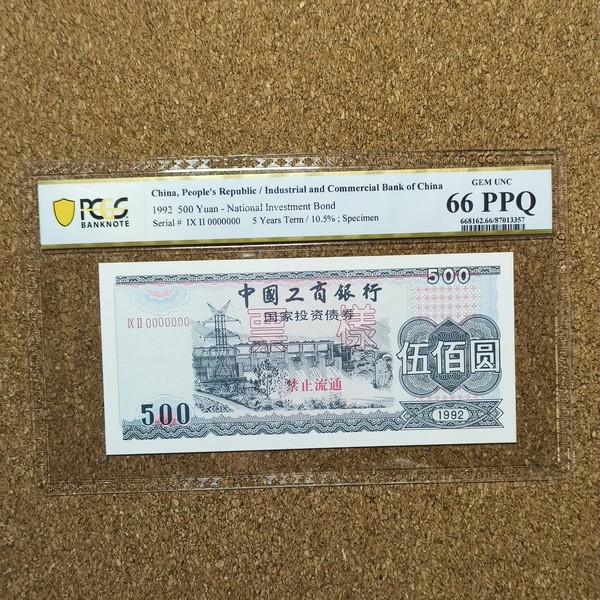 PCGS
BANKNOTE
China, People's Republic / Industrial and Commercial Bank of China
1992 500 Yuan - National Investment Bond
Serial # IX II 0000000 5 Years Term / 10.5% ; Specimen
GEM UNC
66 PPQ
668162.66/87013357
500
中國工商銀行
国家投资债券
IX II 0000000
票樣
伍佰圆
禁止流通
500
1992